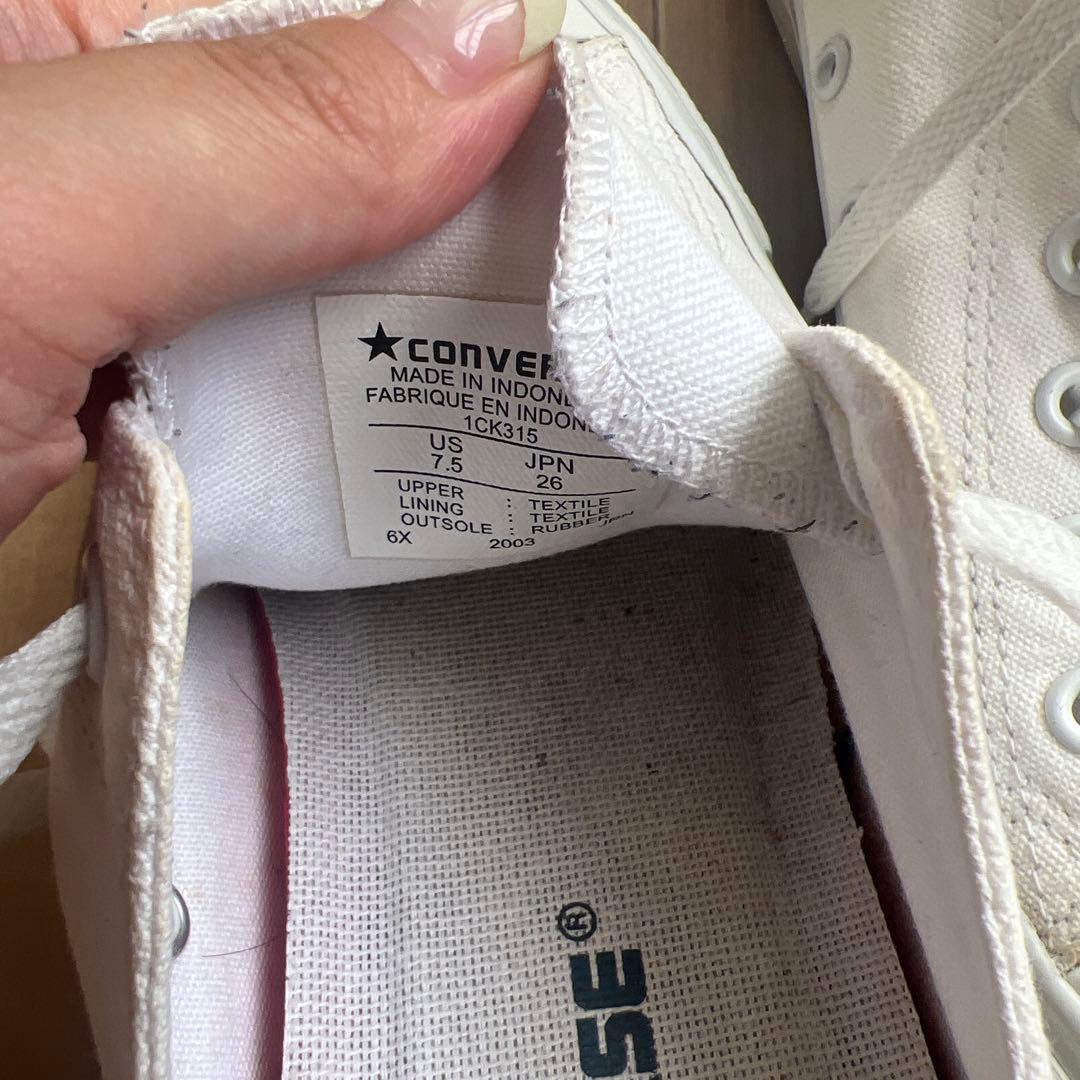 ★CONVER
MADE IN INDONE
FABRIQUE EN INDONE
1CK315
US JPN
7.5 26
UPPER : TEXTILE
LINING : TEXTILE
OUTSOLE : RUBBER JPN
6X 2003
SE®